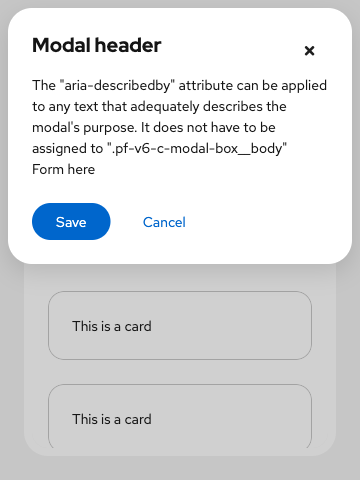 Modal header
The "aria-describedby" attribute can be applied
to any text that adequately describes the
modal's purpose. It does not have to be
assigned to ".pf-v6-c-modal-box__body"
Form here
Save Cancel
This is a card
This is a card